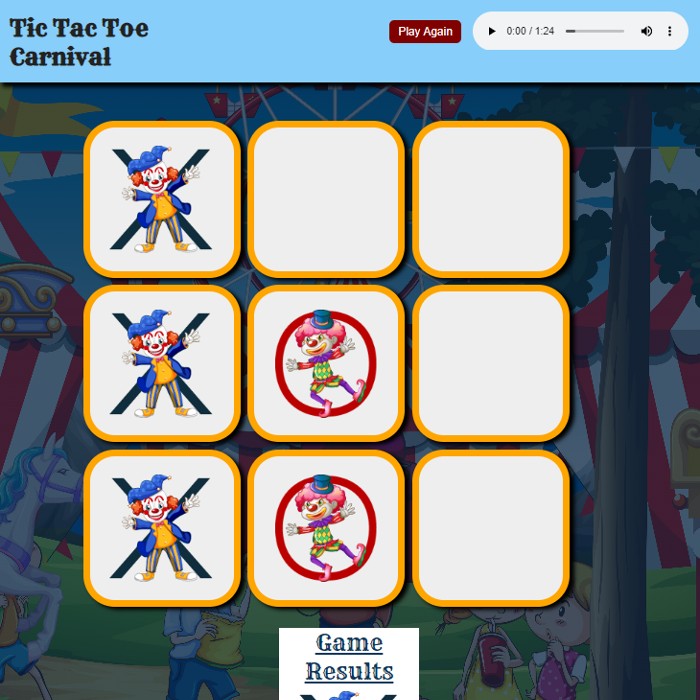 Tic Tac Toe
Carnival
Play Again
0:00 / 1:24
Game
Results